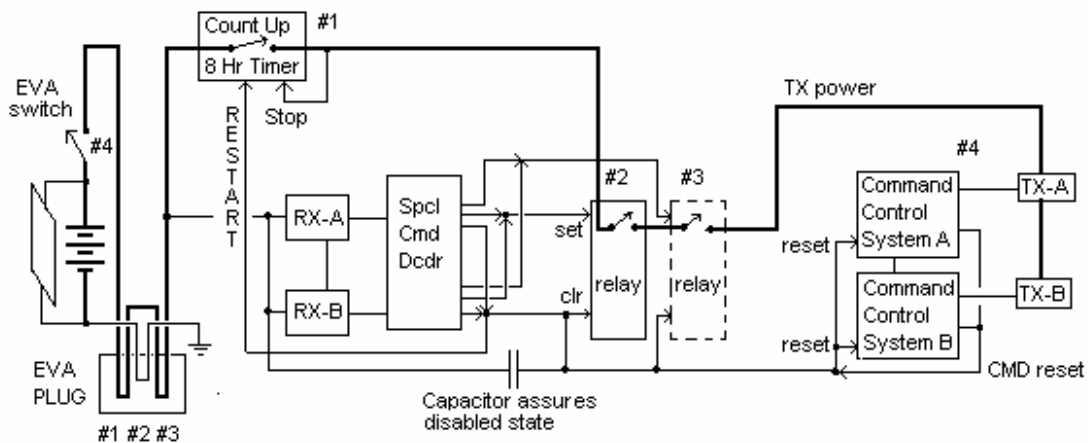 Count Up
8 Hr Timer
#1
EVA
switch
#4
RESTART
Stop
TX power
RX-A
RX-B
Spcl
Cmd
Dcdr
#2
#3
set
clr
relay
relay
#4
Command
Control
System A
Command
Control
System B
TX-A
TX-B
reset
reset
CMD reset
EVA
PLUG
#1 #2 #3
Capacitor assures
disabled state